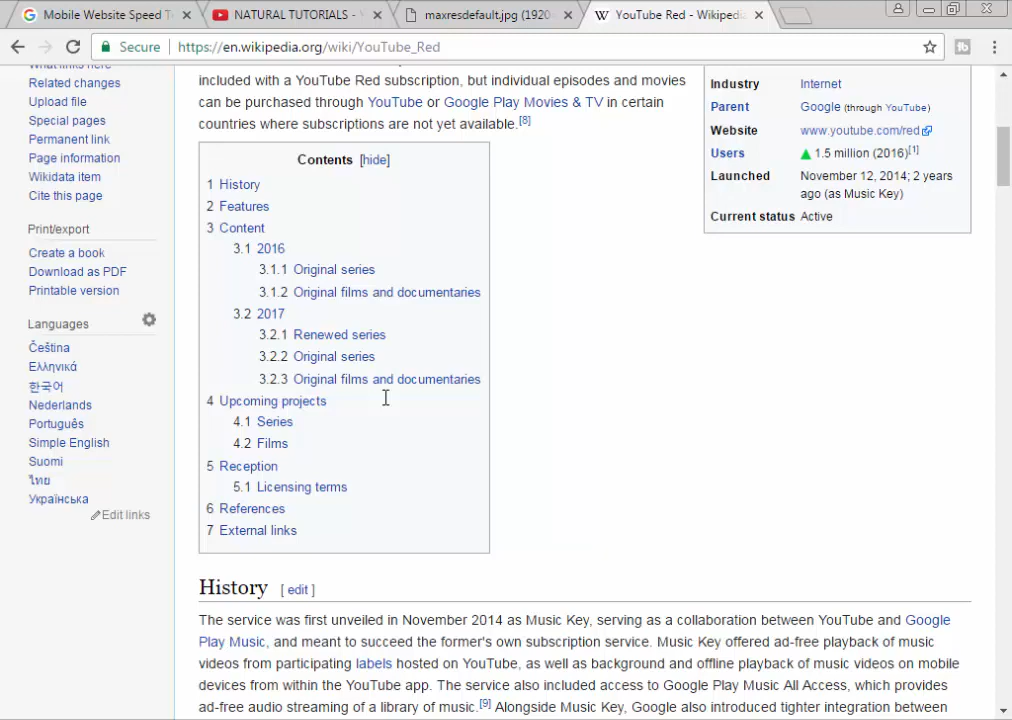 Mobile Website Speed T
NATURAL TUTORIALS -
maxresdefault.jpg (1920
W YouTube Red - Wikipedi
Secure https://en.wikipedia.org/wiki/YouTube_Red
What links here
Related changes
Upload file
Special pages
Permanent link
Page information
Wikidata item
Cite this page
Print/export
Create a book
Download as PDF
Printable version
Languages
Čeština
Ελληνικά
한국어
Nederlands
Português
Simple English
Suomi
ไทย
Українська
Edit links
included with a YouTube Red subscription, but individual episodes and movies
can be purchased through YouTube or Google Play Movies & TV in certain
countries where subscriptions are not yet available.[8]
Contents [hide]
1 History
2 Features
3 Content
3.1 2016
3.1.1 Original series
3.1.2 Original films and documentaries
3.2 2017
3.2.1 Renewed series
3.2.2 Original series
3.2.3 Original films and documentaries
4 Upcoming projects
4.1 Series
4.2 Films
5 Reception
5.1 Licensing terms
6 References
7 External links
Industry Internet
Parent Google (through YouTube)
Website www.youtube.com/red
Users ▲ 1.5 million (2016)[1]
Launched November 12, 2014; 2 years
ago (as Music Key)
Current status Active
History [ edit ]
The service was first unveiled in November 2014 as Music Key, serving as a collaboration between YouTube and Google
Play Music, and meant to succeed the former's own subscription service. Music Key offered ad-free playback of music
videos from participating labels hosted on YouTube, as well as background and offline playback of music videos on mobile
devices from within the YouTube app. The service also included access to Google Play Music All Access, which provides
ad-free audio streaming of a library of music.[9] Alongside Music Key, Google also introduced tighter integration between